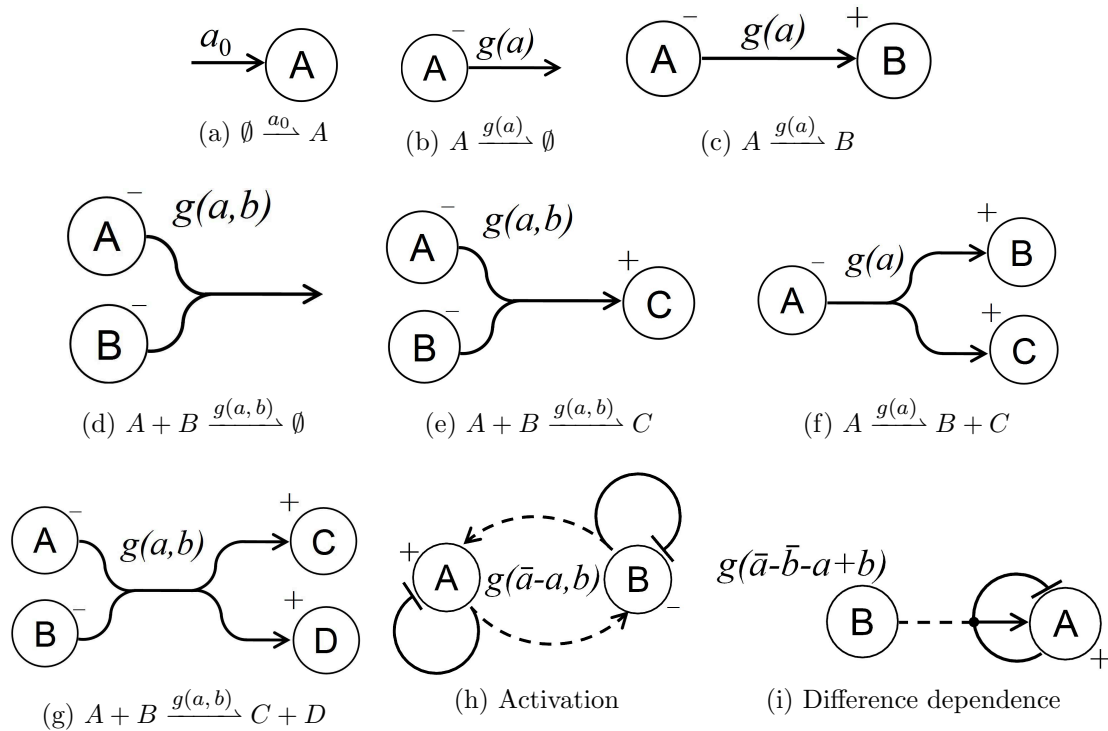 a₀ A
A − g(a)
A − g(a) + B
(a) ∅ a₀⇀ A
(b) A g(a)⇀ ∅
(c) A g(a)⇀ B
A − g(a,b)
B −
A − g(a,b)
B − + C
A − g(a) + B
+ C
(d) A + B g(a, b)⇀ ∅
(e) A + B g(a, b)⇀ C
(f) A g(a)⇀ B + C
A − g(a,b) + C
B − + D
+ A g(ā-a,b) B −
g(ā-b̄-a+b)
B A +
(g) A + B g(a, b)⇀ C + D
(h) Activation
(i) Difference dependence